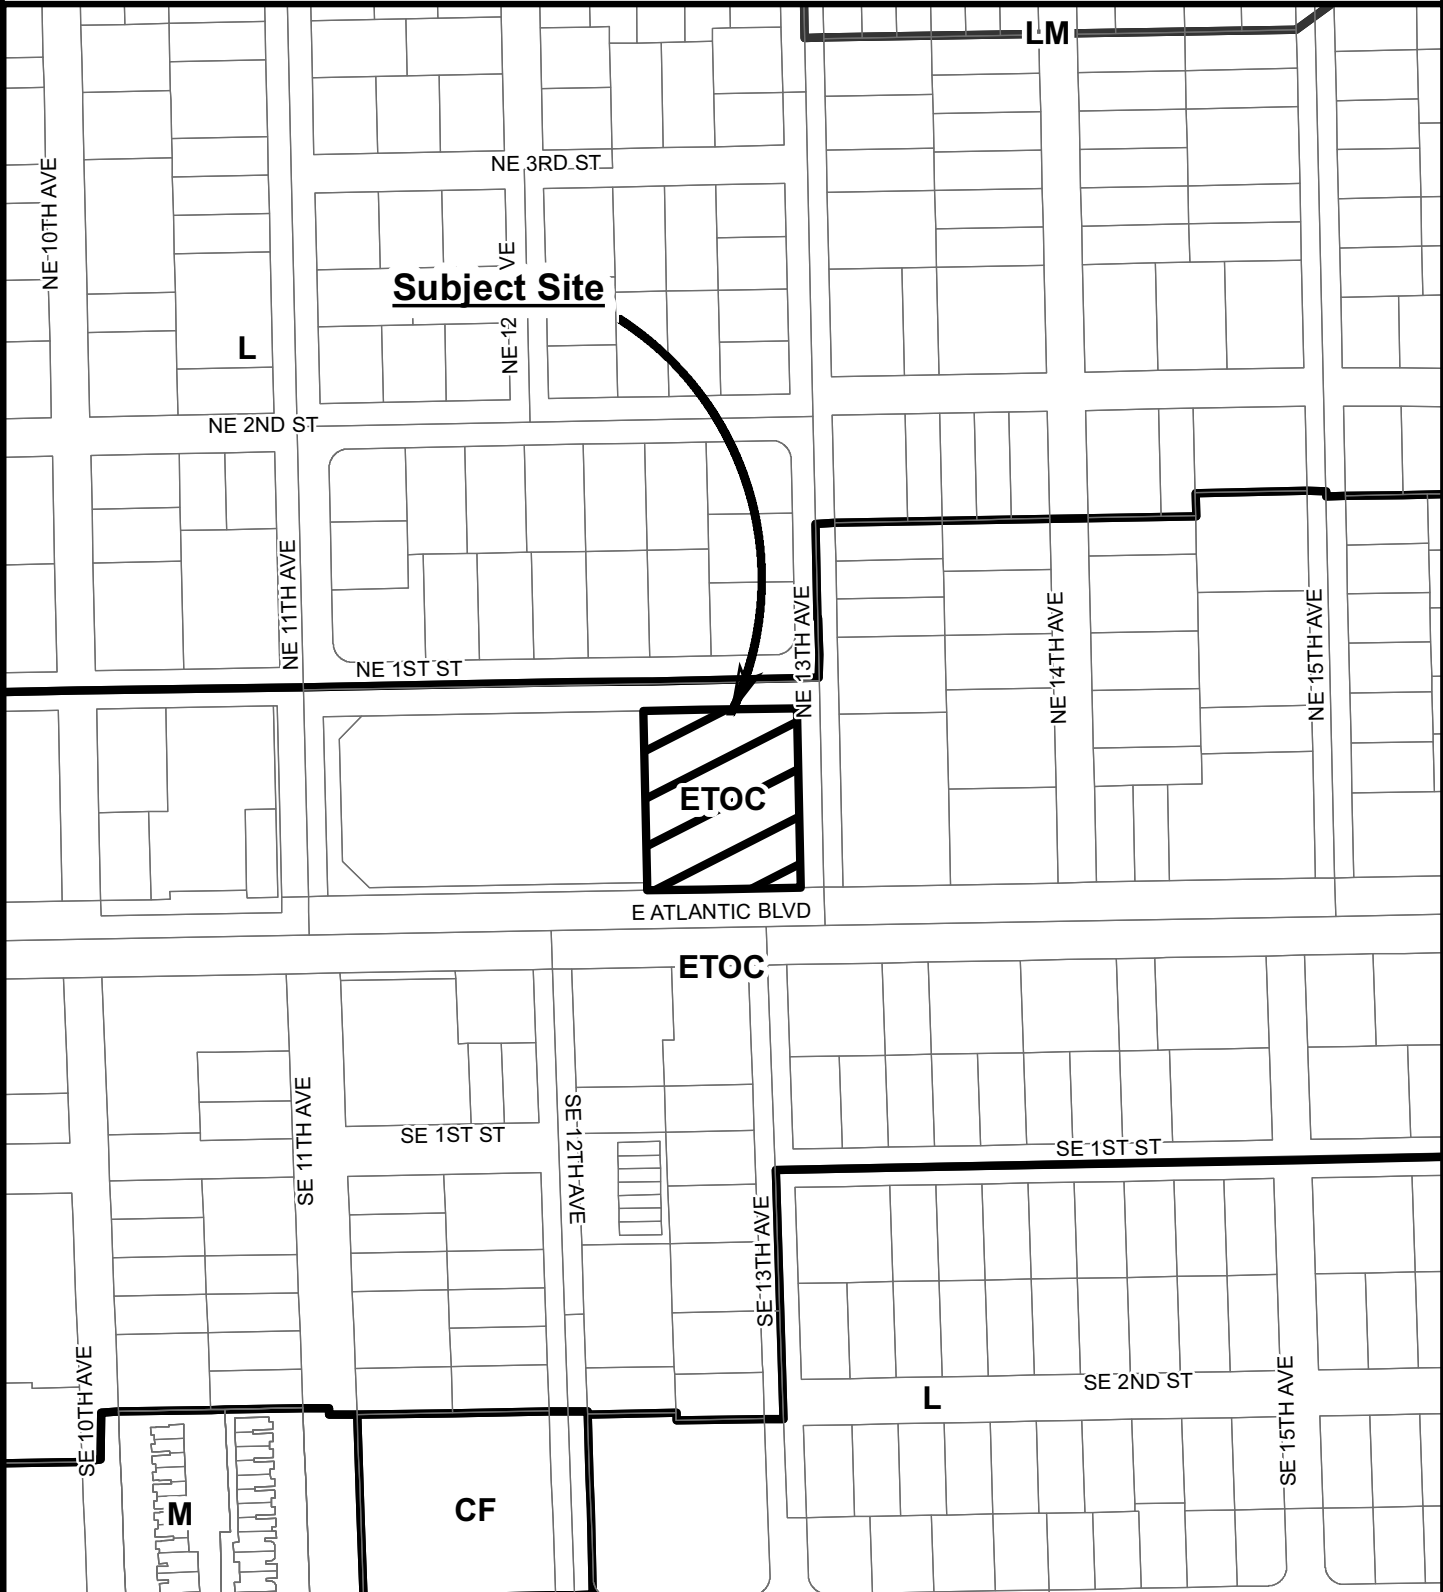 LM
NE 3RD ST
NE 10TH AVE
Subject Site
NE 12 VE
L
NE 2ND ST
NE 11TH AVE
NE 13TH AVE
NE 14TH AVE
NE 15TH AVE
NE 1ST ST
ETOC
E ATLANTIC BLVD
ETOC
SE 11TH AVE
SE 1ST ST
SE 12TH AVE
SE 1ST ST
SE 13TH AVE
SE 2ND ST
L
SE 10TH AVE
SE 15TH AVE
M
CF